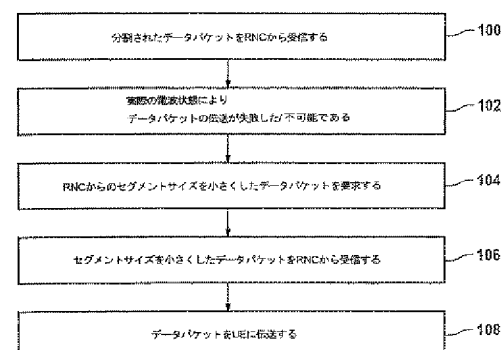 分割されたデータパケットをRNCから受信する
100
実際の電波状態により
データパケットの伝送が失敗した/不可能である
102
RNCからのセグメントサイズを小さくしたデータパケットを要求する
104
セグメントサイズを小さくしたデータパケットをRNCから受信する
106
データパケットをUEに伝送する
108